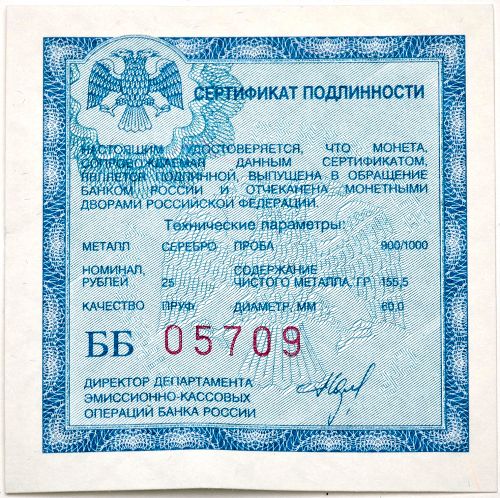 СЕРТИФИКАТ ПОДЛИННОСТИ
НАСТОЯЩИМ УДОСТОВЕРЯЕТСЯ, ЧТО МОНЕТА,
СОПРОВОЖДАЕМАЯ ДАННЫМ СЕРТИФИКАТОМ,
ЯВЛЯЕТСЯ ПОДЛИННОЙ, ВЫПУЩЕНА В ОБРАЩЕНИЕ
БАНКОМ РОССИИ И ОТЧЕКАНЕНА МОНЕТНЫМИ
ДВОРАМИ РОССИЙСКОЙ ФЕДЕРАЦИИ.
Технические параметры:
МЕТАЛЛ СЕРЕБРО ПРОБА 900/1000
НОМИНАЛ, СОДЕРЖАНИЕ
РУБЛЕЙ 25 ЧИСТОГО МЕТАЛЛА, ГР 155,5
КАЧЕСТВО ПРУФ ДИАМЕТР, ММ 60,0
ББ 05709
ДИРЕКТОР ДЕПАРТАМЕНТА
ЭМИССИОННО-КАССОВЫХ
ОПЕРАЦИЙ БАНКА РОССИИ